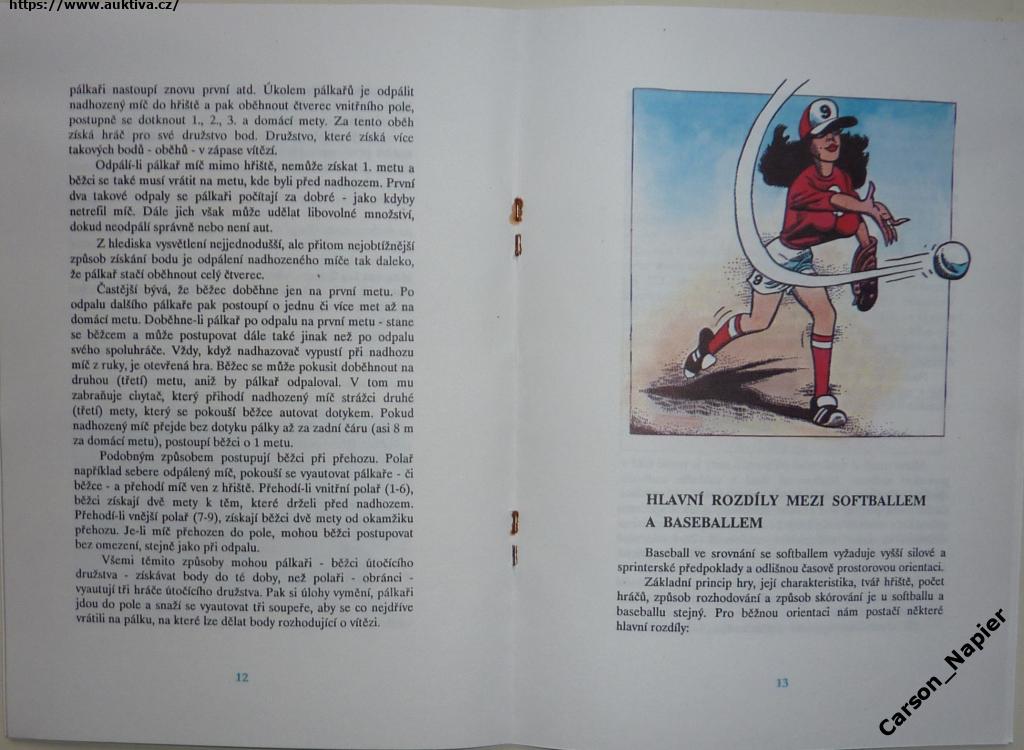 https://www.auktiva.cz/
pálkaři nastoupí znovu první atd. Úkolem pálkařů je odpálit
nadhozený míč do hřiště a pak oběhnout čtverec vnitřního pole,
postupně se dotknout 1., 2., 3. a domácí mety. Za tento oběh
získá hráč pro své družstvo bod. Družstvo, které získá více
takových bodů - oběhů - v zápase vítězí.
Odpálí-li pálkař míč mimo hřiště, nemůže získat 1. metu a
běžci se také musí vrátit na metu, kde byli před nadhozem. První
dva takové odpaly se pálkaři počítají za dobré - jako kdyby
netrefil míč. Dále jich však může udělat libovolné množství,
dokud neodpálí správně nebo není aut.
Z hlediska vysvětlení nejjednodušší, ale přitom nejobtížnější
způsob získání bodu je odpálení nadhozeného míče tak daleko,
že pálkař stačí oběhnout celý čtverec.
Častější bývá, že běžec doběhne jen na první metu. Po
odpalu dalšího pálkaře pak postoupí o jednu či více met až na
domácí metu. Doběhne-li pálkař po odpalu na první metu - stane
se běžcem a může postupovat dále také jinak než po odpalu
svého spoluhráče. Vždy, když nadhazovač vypustí při nadhozu
míč z ruky, je otevřená hra. Běžec se může pokusit doběhnout na
druhou (třetí) metu, aniž by pálkař odpaloval. V tom mu
zabraňuje chytač, který přihodí nadhozený míč strážci druhé
(třetí) mety, který se pokouší běžce autovat dotykem. Pokud
nadhozený míč přejde bez dotyku pálky až za zadní čáru (asi 8 m
za domácí metu), postoupí běžci o 1 metu.
Podobným způsobem postupují běžci při přehozu. Polař
například sebere odpálený míč, pokouší se vyautovat pálkaře - či
běžce - a přehodí míč ven z hřiště. Přehodí-li vnitřní polař (1-6),
běžci získají dvě mety k těm, které drželi před nadhozem.
Přehodí-li vnější polař (7-9), získají běžci dvě mety od okamžiku
přehozu. Je-li míč přehozen do pole, mohou běžci postupovat
bez omezení, stejně jako při odpalu.
Všemi těmito způsoby mohou pálkaři - běžci útočícího
družstva - získávat body do té doby, než polaři - obránci -
vyautují tři hráče útočícího družstva. Pak si úlohy vymění, pálkaři
jdou do pole a snaží se vyautovat tři soupeře, aby se co nejdříve
vrátili na pálku, na které lze dělat body rozhodující o vítězi.
12
9
9
HLAVNÍ ROZDÍLY MEZI SOFTBALLEM
A BASEBALLEM
Baseball ve srovnání se softballem vyžaduje vyšší silové a
sprinterské předpoklady a odlišnou časově prostorovou orientaci.
Základní princip hry, její charakteristika, tvář hřiště, počet
hráčů, způsob rozhodování a způsob skórování je u softballu a
baseballu stejný. Pro běžnou orientaci nám postačí některé
hlavní rozdíly:
13
Carson_Napier